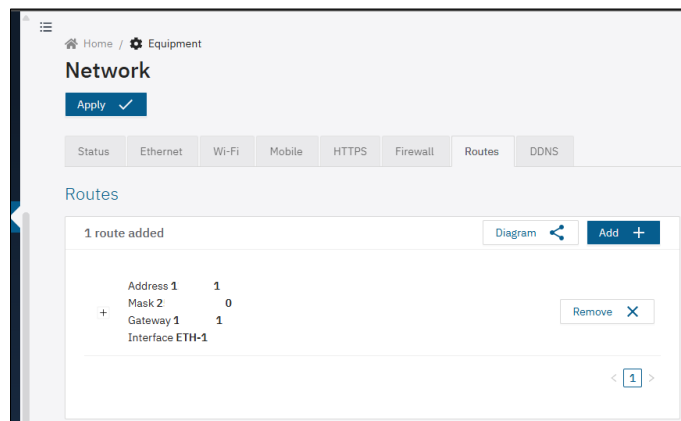 Home / Equipment
Network
Apply
Status Ethernet Wi-Fi Mobile HTTPS Firewall Routes DDNS
Routes
1 route added Diagram Add
Address 1 1
Mask 2 0
Gateway 1 1
Interface ETH-1
Remove
< 1 >